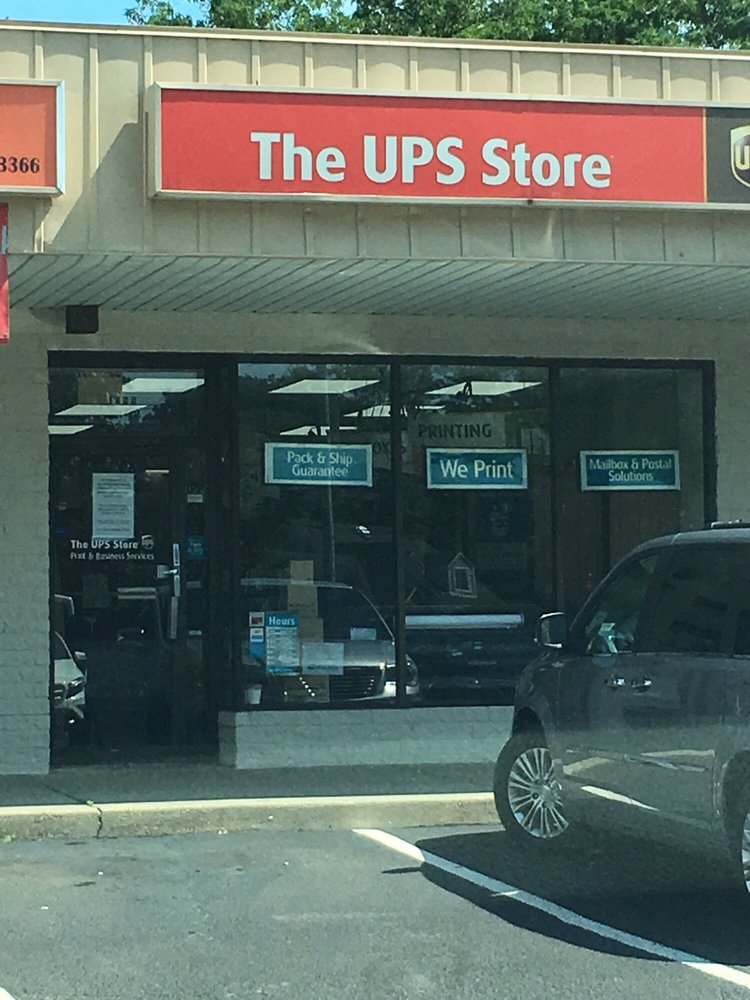 3366
The UPS Store
PRINTING
Pack & Ship
Guarantee
We Print
Mailbox & Postal
Solutions
The UPS Store
ups
Print & Business Services
Hours